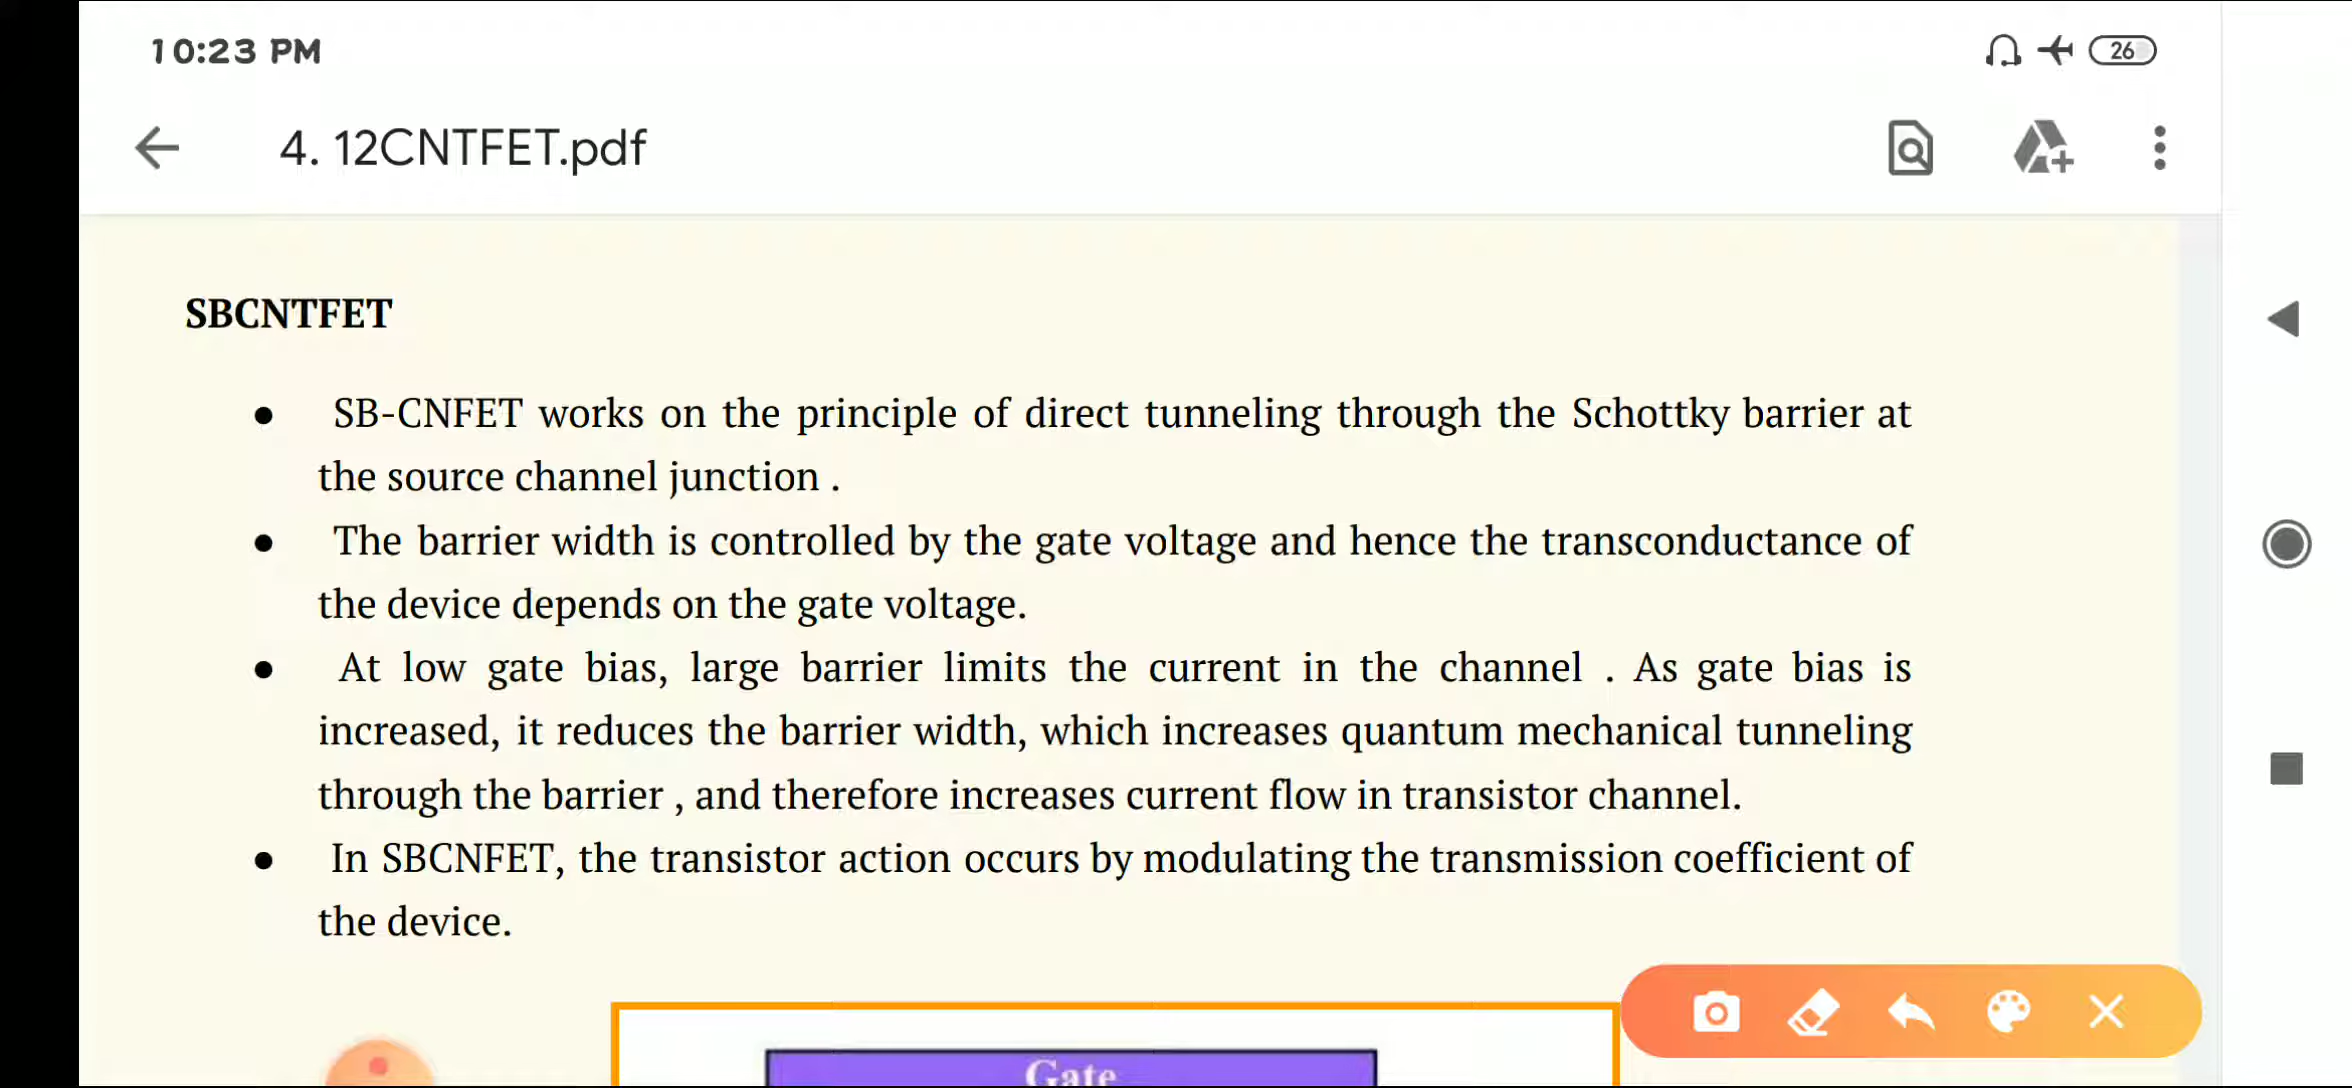 10:23 PM
26
4. 12CNTFET.pdf
SBCNTFET
● SB-CNFET works on the principle of direct tunneling through the Schottky barrier at
the source channel junction .
● The barrier width is controlled by the gate voltage and hence the transconductance of
the device depends on the gate voltage.
● At low gate bias, large barrier limits the current in the channel . As gate bias is
increased, it reduces the barrier width, which increases quantum mechanical tunneling
through the barrier , and therefore increases current flow in transistor channel.
● In SBCNFET, the transistor action occurs by modulating the transmission coefficient of
the device.
Gate